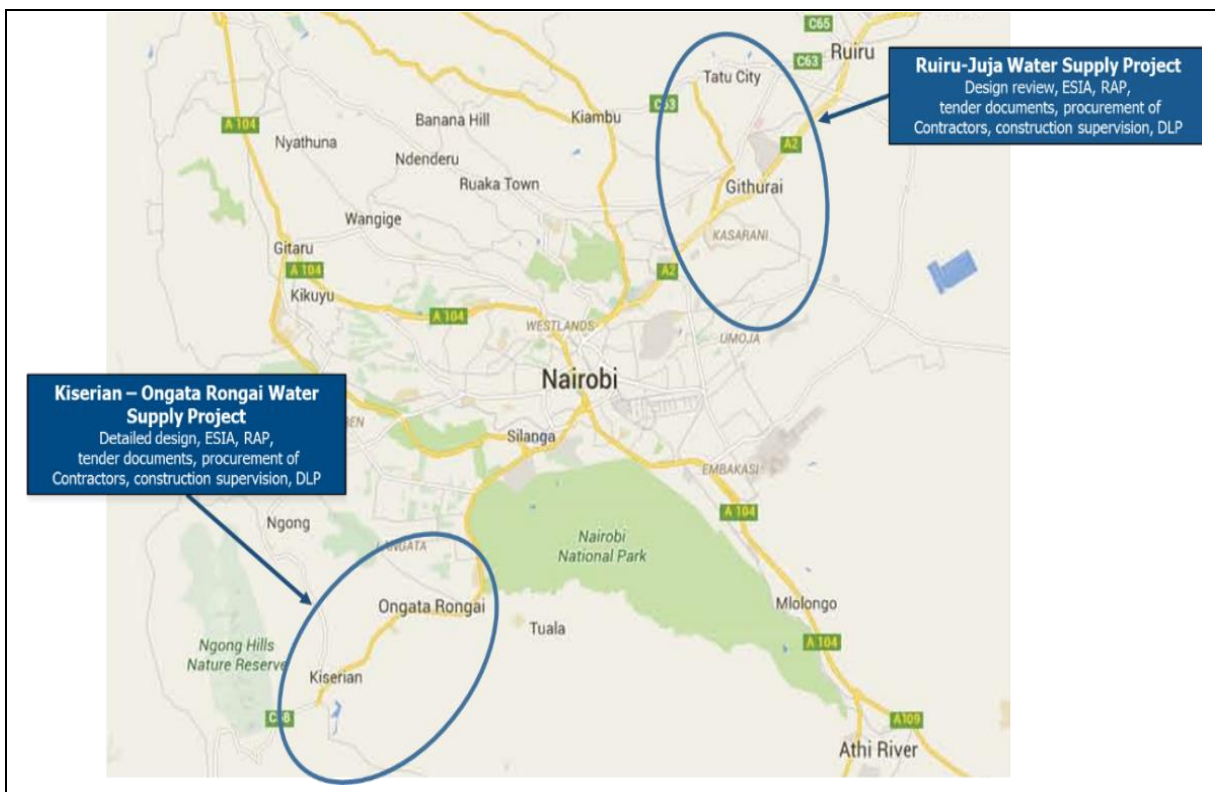 C65
Ruiru
C63
Tatu City
C63
Ruiru-Juja Water Supply Project
Design review, ESIA, RAP,
tender documents, procurement of
Contractors, construction supervision, DLP
A 104
Nyathuna
Banana Hill
Kiambu
Ndenderu
Ruaka Town
A2
Githurai
Wangige
KASARANI
Gitaru
A 104
A2
Kikuyu
A 104
WESTLANDS
UMOJA
Nairobi
Kiserian – Ongata Rongai Water
Supply Project
Detailed design, ESIA, RAP,
tender documents, procurement of
Contractors, construction supervision, DLP
Silanga
EMBAKASI
A 104
Ngong
LANGATA
Nairobi
National Park
Ongata Rongai
Tuala
Mlolongo
A 104
Ngong Hills
Nature Reserve
Kiserian
A109
Athi River